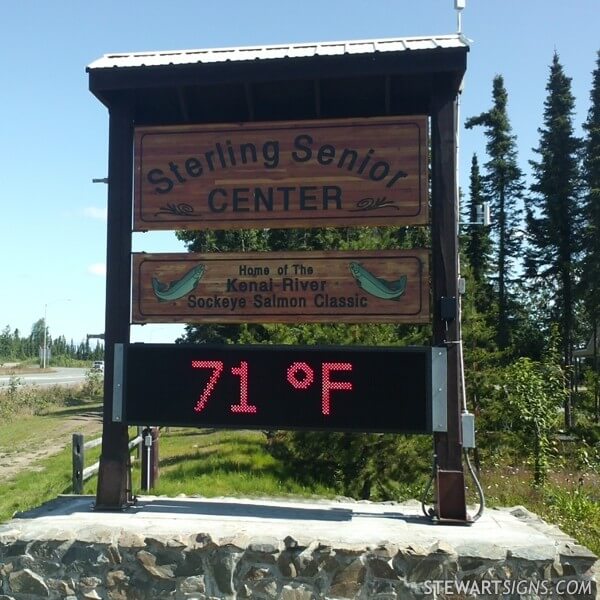 Sterling Senior
CENTER
Home of The
Kenai-River
Sockeye Salmon Classic
71 °F
STEWARTSIGNS.COM